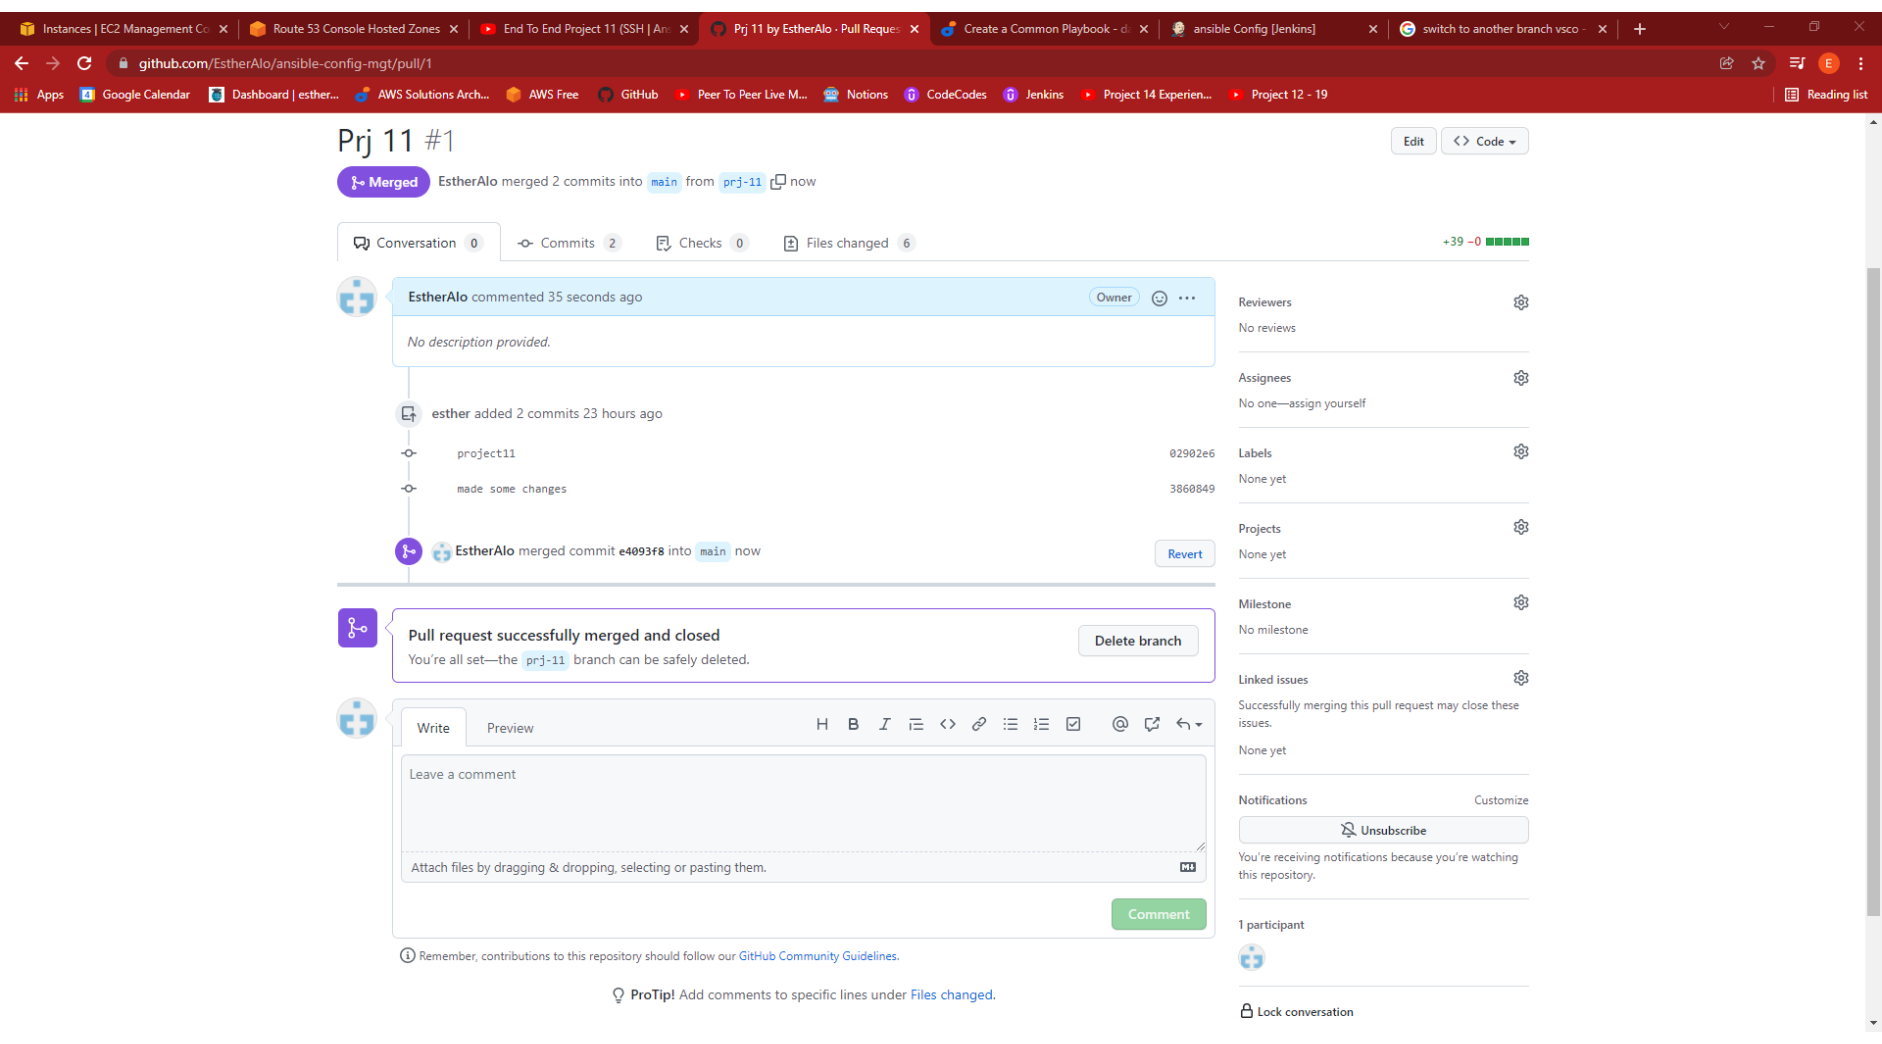 Instances | EC2 Management Co
Route 53 Console Hosted Zones
End To End Project 11 (SSH | Ans
Prj 11 by EstherAlo · Pull Reques
Create a Common Playbook - da
ansible Config [Jenkins]
switch to another branch vsco -
github.com/EstherAlo/ansible-config-mgt/pull/1
E
Apps
4
Google Calendar
Dashboard | esther...
AWS Solutions Arch...
AWS Free
GitHub
Peer To Peer Live M...
Notions
CodeCodes
Jenkins
Project 14 Experien...
Project 12 - 19
Reading list
Prj 11 #1
Edit
<> Code
Merged
EstherAlo merged 2 commits into main from prj-11 now
Conversation 0
Commits 2
Checks 0
Files changed 6
+39 −0
EstherAlo commented 35 seconds ago
Owner
No description provided.
esther added 2 commits 23 hours ago
project11
02902e6
made some changes
3860849
EstherAlo merged commit e4093f8 into main now
Revert
Pull request successfully merged and closed
You're all set—the prj-11 branch can be safely deleted.
Delete branch
Write
Preview
H B I <> @
Leave a comment
Attach files by dragging & dropping, selecting or pasting them.
Comment
Remember, contributions to this repository should follow our GitHub Community Guidelines.
ProTip! Add comments to specific lines under Files changed.
Reviewers
No reviews
Assignees
No one—assign yourself
Labels
None yet
Projects
None yet
Milestone
No milestone
Linked issues
Successfully merging this pull request may close these
issues.
None yet
Notifications
Customize
Unsubscribe
You're receiving notifications because you're watching
this repository.
1 participant
Lock conversation